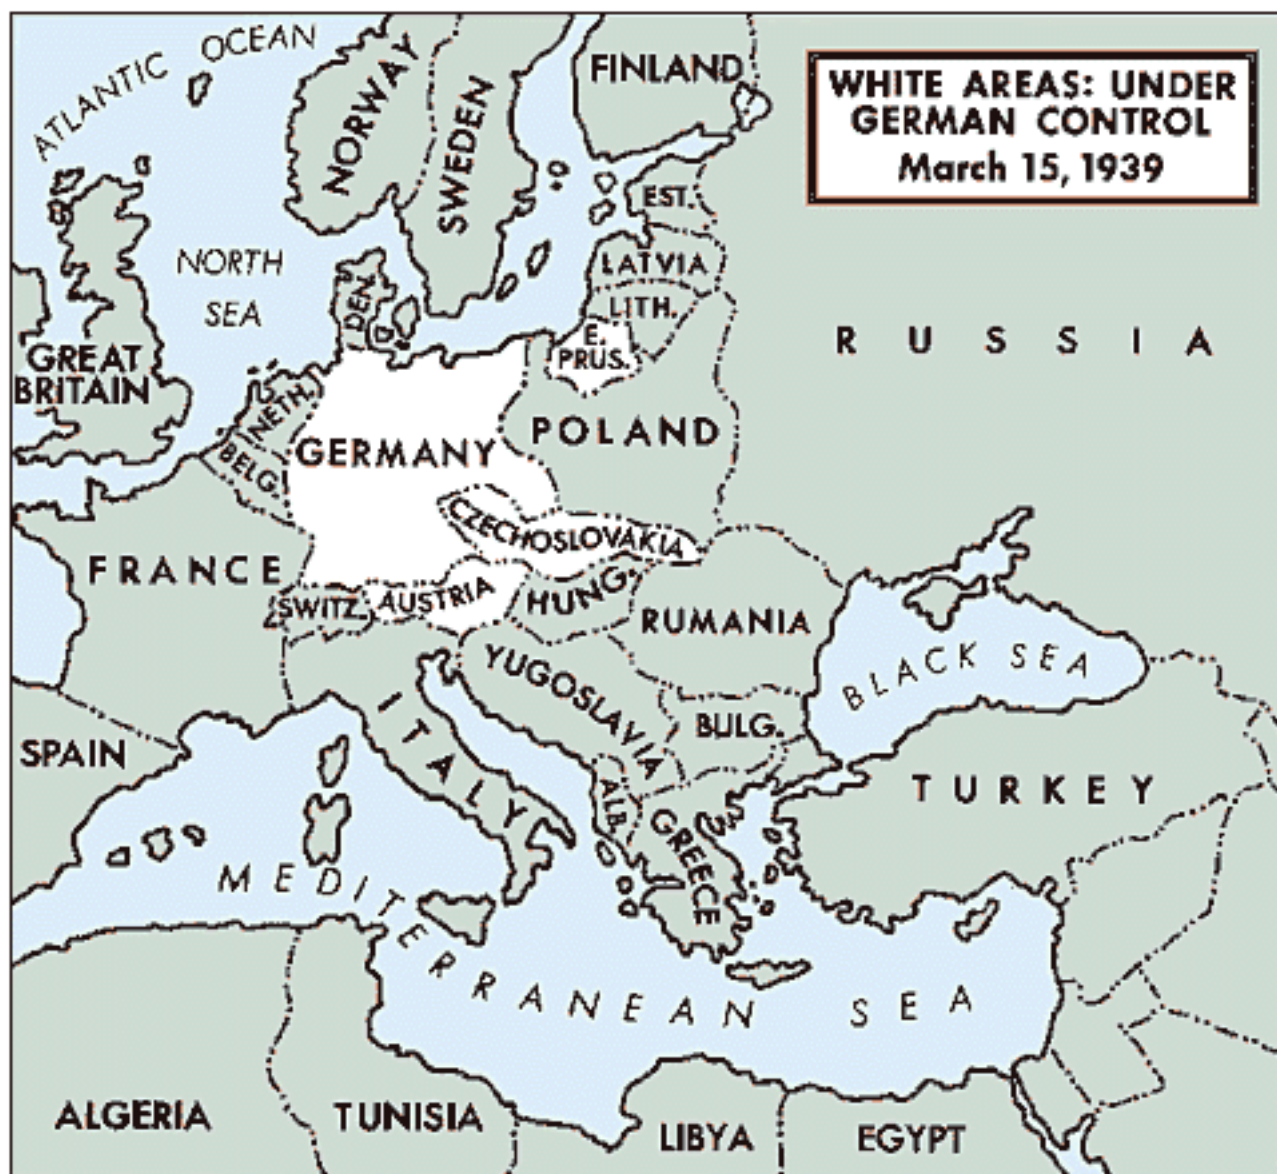 ATLANTIC OCEAN
NORWAY
SWEDEN
FINLAND
WHITE AREAS: UNDER
GERMAN CONTROL
March 15, 1939
EST.
NORTH
SEA
LATVIA
DEN.
LITH.
E.
PRUS.
RUSSIA
GREAT
BRITAIN
NETH.
BELG.
GERMANY
POLAND
CZECHOSLOVAKIA
FRANCE
SWITZ.
AUSTRIA
HUNG.
RUMANIA
BLACK SEA
YUGOSLAVIA
ITALY
BULG.
SPAIN
ALB.
GREECE
TURKEY
MEDITERRANEAN SEA
ALGERIA
TUNISIA
LIBYA
EGYPT